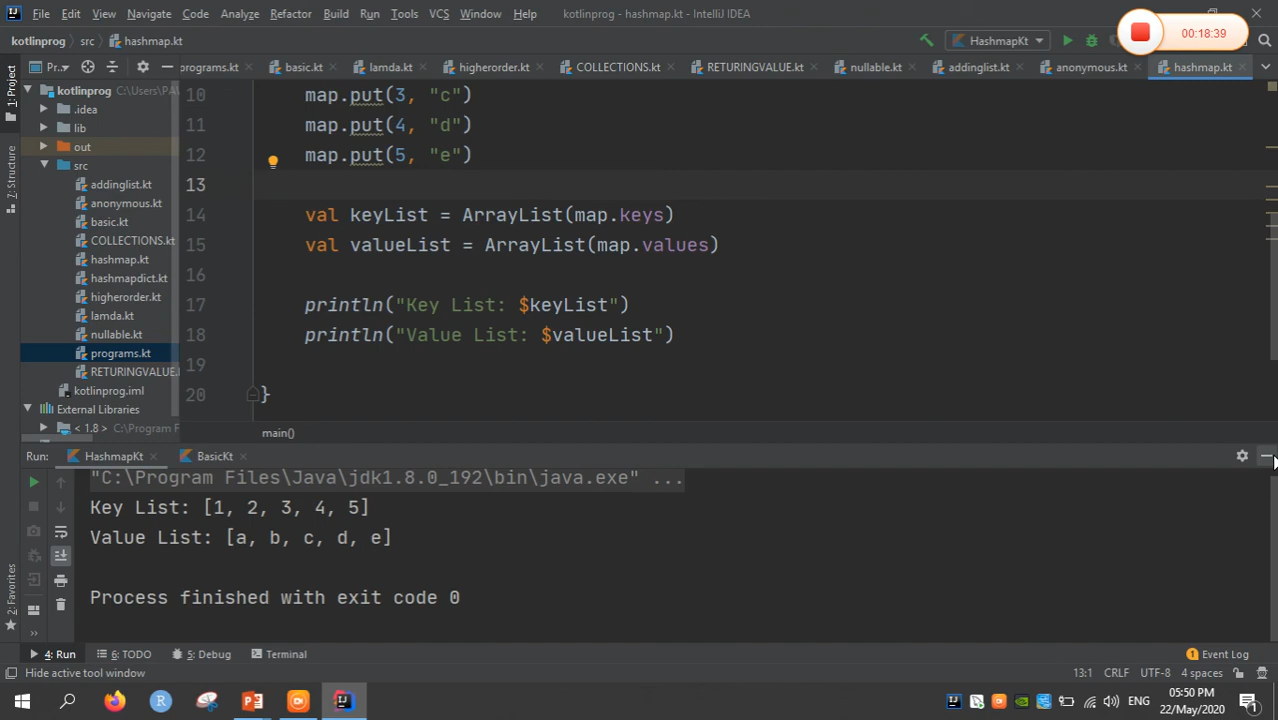 File Edit View Navigate Code Analyze Refactor Build Run Tools VCS Window Help kotlinprog - hashmap.kt - IntelliJ IDEA
00:18:39
kotlinprog src hashmap.kt HashmapKt
1: Project
Pr... programs.kt basic.kt lamda.kt higherorder.kt COLLECTIONS.kt RETURINGVALUE.kt nullable.kt addinglist.kt anonymous.kt hashmap.kt
kotlinprog C:\Users\PA
.idea
lib
out
src
addinglist.kt
anonymous.kt
basic.kt
COLLECTIONS.kt
hashmap.kt
hashmapdict.kt
higherorder.kt
lamda.kt
nullable.kt
programs.kt
RETURINGVALUE.
kotlinprog.iml
External Libraries
< 1.8 > C:\Program F
7: Structure
10 map.put(3, "c")
11 map.put(4, "d")
12 map.put(5, "e")
13
14 val keyList = ArrayList(map.keys)
15 val valueList = ArrayList(map.values)
16
17 println("Key List: $keyList")
18 println("Value List: $valueList")
19
20 }
main()
Run: HashmapKt BasicKt
"C:\Program Files\Java\jdk1.8.0_192\bin\java.exe" ...
Key List: [1, 2, 3, 4, 5]
Value List: [a, b, c, d, e]
Process finished with exit code 0
2: Favorites
4: Run 6: TODO 5: Debug Terminal 1 Event Log
Hide active tool window 13:1 CRLF UTF-8 4 spaces
ENG 05:50 PM
22/May/2020